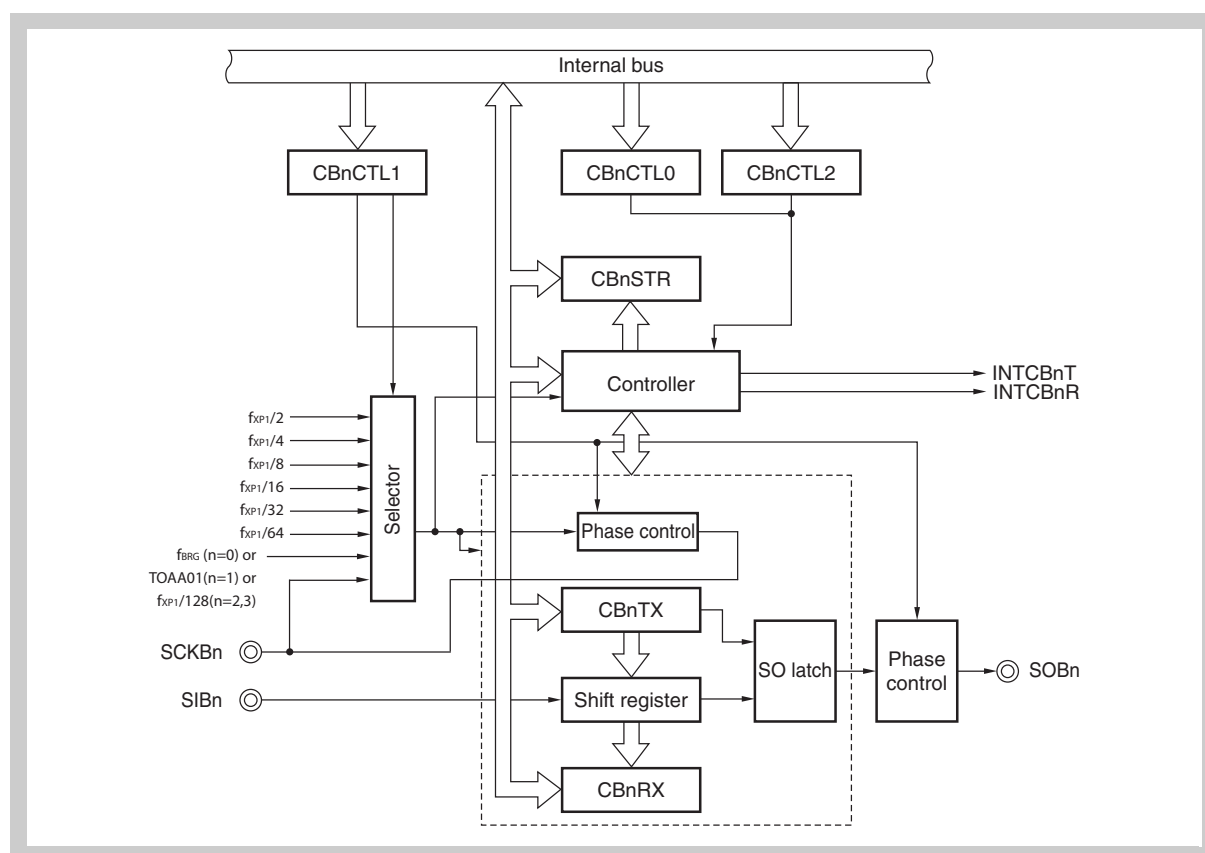 Internal bus
CBnCTL1
CBnCTL0
CBnCTL2
CBnSTR
Controller
INTCBnT
INTCBnR
fXP1/2
fXP1/4
fXP1/8
fXP1/16
fXP1/32
fXP1/64
fBRG (n=0) or
TOAA01(n=1) or
fXP1/128(n=2,3)
Selector
Phase control
SCKBn
SIBn
CBnTX
Shift register
CBnRX
SO latch
Phase
control
SOBn